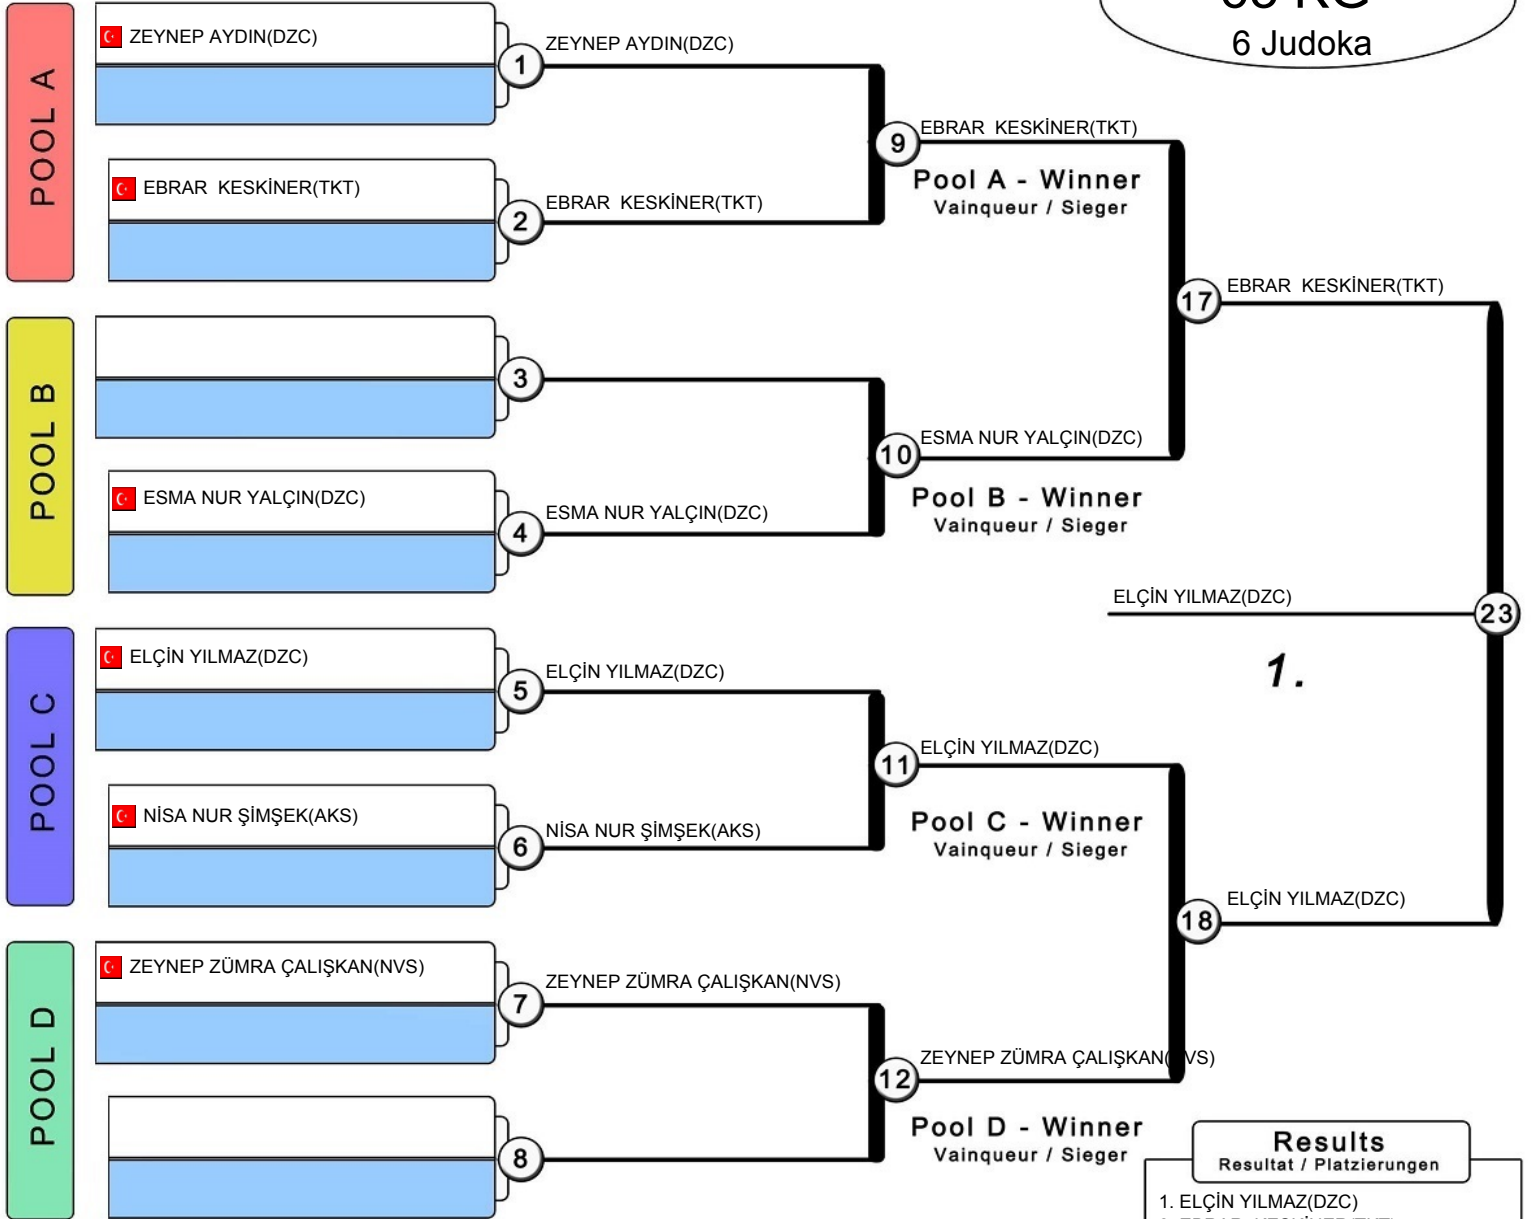 6 Judoka
POOL A
ZEYNEP AYDIN(DZC)
1
ZEYNEP AYDIN(DZC)
EBRAR KESKİNER(TKT)
2
EBRAR KESKİNER(TKT)
9
EBRAR KESKİNER(TKT)
Pool A - Winner
Vainqueur / Sieger
17
EBRAR KESKİNER(TKT)
POOL B
3
ESMA NUR YALÇIN(DZC)
4
ESMA NUR YALÇIN(DZC)
10
ESMA NUR YALÇIN(DZC)
Pool B - Winner
Vainqueur / Sieger
ELÇİN YILMAZ(DZC)
23
1.
POOL C
ELÇİN YILMAZ(DZC)
5
ELÇİN YILMAZ(DZC)
NİSA NUR ŞİMŞEK(AKS)
6
NİSA NUR ŞİMŞEK(AKS)
11
ELÇİN YILMAZ(DZC)
Pool C - Winner
Vainqueur / Sieger
18
ELÇİN YILMAZ(DZC)
POOL D
ZEYNEP ZÜMRA ÇALIŞKAN(NVS)
7
ZEYNEP ZÜMRA ÇALIŞKAN(NVS)
8
12
ZEYNEP ZÜMRA ÇALIŞKAN(NVS)
Pool D - Winner
Vainqueur / Sieger
Results
Resultat / Platzierungen
1. ELÇİN YILMAZ(DZC)